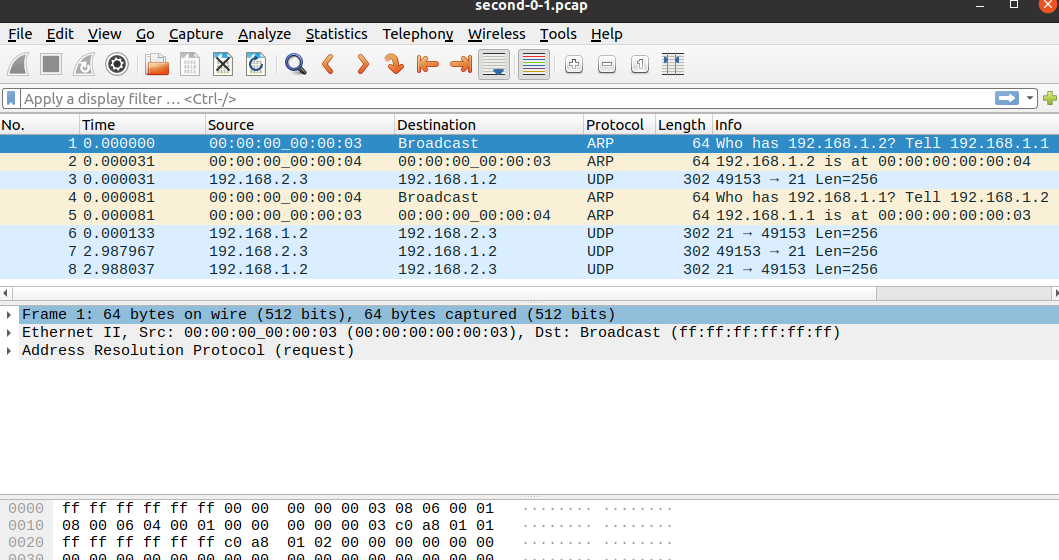 second-0-1.pcap
File Edit View Go Capture Analyze Statistics Telephony Wireless Tools Help
Apply a display filter … <Ctrl-/>
No. Time Source Destination Protocol Length Info
1 0.000000 00:00:00_00:00:03 Broadcast ARP 64 Who has 192.168.1.2? Tell 192.168.1.1
2 0.000031 00:00:00_00:00:04 00:00:00_00:00:03 ARP 64 192.168.1.2 is at 00:00:00:00:00:04
3 0.000031 192.168.2.3 192.168.1.2 UDP 302 49153 → 21 Len=256
4 0.000081 00:00:00_00:00:04 Broadcast ARP 64 Who has 192.168.1.1? Tell 192.168.1.2
5 0.000081 00:00:00_00:00:03 00:00:00_00:00:04 ARP 64 192.168.1.1 is at 00:00:00:00:00:03
6 0.000133 192.168.1.2 192.168.2.3 UDP 302 21 → 49153 Len=256
7 2.987967 192.168.2.3 192.168.1.2 UDP 302 49153 → 21 Len=256
8 2.988037 192.168.1.2 192.168.2.3 UDP 302 21 → 49153 Len=256
Frame 1: 64 bytes on wire (512 bits), 64 bytes captured (512 bits)
Ethernet II, Src: 00:00:00_00:00:03 (00:00:00:00:00:03), Dst: Broadcast (ff:ff:ff:ff:ff:ff)
Address Resolution Protocol (request)
0000 ff ff ff ff ff ff 00 00 00 00 00 03 08 06 00 01 ········ ········
0010 08 00 06 04 00 01 00 00 00 00 00 03 c0 a8 01 01 ········ ········
0020 ff ff ff ff ff ff c0 a8 01 02 00 00 00 00 00 00 ········ ········
0030 00 00 00 00 00 00 00 00 00 00 00 00 00 00 00 00 ········ ········